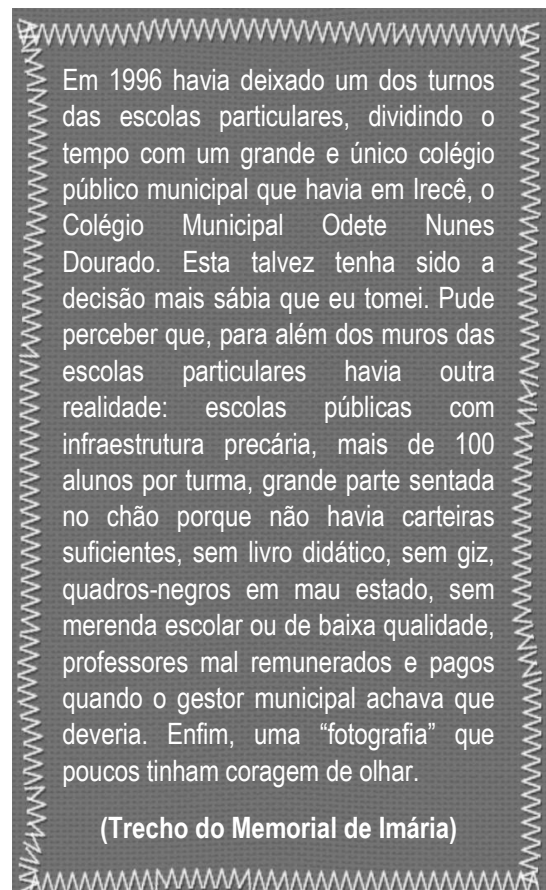 Em 1996 havia deixado um dos turnos
das escolas particulares, dividindo o
tempo com um grande e único colégio
público municipal que havia em Irecê, o
Colégio Municipal Odete Nunes
Dourado. Esta talvez tenha sido a
decisão mais sábia que eu tomei. Pude
perceber que, para além dos muros das
escolas particulares havia outra
realidade: escolas públicas com
infraestrutura precária, mais de 100
alunos por turma, grande parte sentada
no chão porque não havia carteiras
suficientes, sem livro didático, sem giz,
quadros-negros em mau estado, sem
merenda escolar ou de baixa qualidade,
professores mal remunerados e pagos
quando o gestor municipal achava que
deveria. Enfim, uma “fotografia” que
poucos tinham coragem de olhar.
(Trecho do Memorial de Imária)